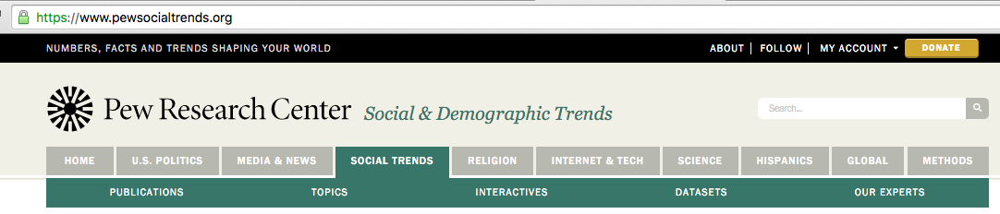 https://www.pewsocialtrends.org
NUMBERS, FACTS AND TRENDS SHAPING YOUR WORLD ABOUT FOLLOW MY ACCOUNT DONATE
Pew Research Center Social & Demographic Trends Search...
HOME U.S. POLITICS MEDIA & NEWS SOCIAL TRENDS RELIGION INTERNET & TECH SCIENCE HISPANICS GLOBAL METHODS
PUBLICATIONS TOPICS INTERACTIVES DATASETS OUR EXPERTS